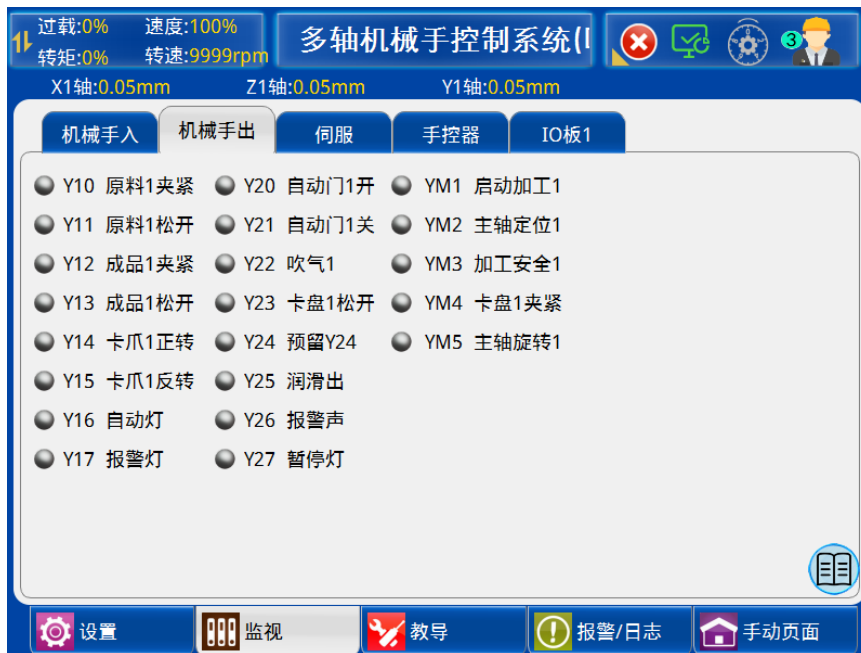 过载:0% 速度:100%
转矩:0% 转速:9999rpm
多轴机械手控制系统(
3
X1轴:0.05mm Z1轴:0.05mm Y1轴:0.05mm
机械手入 机械手出 伺服 手控器 IO板1
Y10 原料1夹紧 Y20 自动门1开 YM1 启动加工1
Y11 原料1松开 Y21 自动门1关 YM2 主轴定位1
Y12 成品1夹紧 Y22 吹气1 YM3 加工安全1
Y13 成品1松开 Y23 卡盘1松开 YM4 卡盘1夹紧
Y14 卡爪1正转 Y24 预留Y24 YM5 主轴旋转1
Y15 卡爪1反转 Y25 润滑出
Y16 自动灯 Y26 报警声
Y17 报警灯 Y27 暂停灯
设置 监视 教导 报警/日志 手动页面